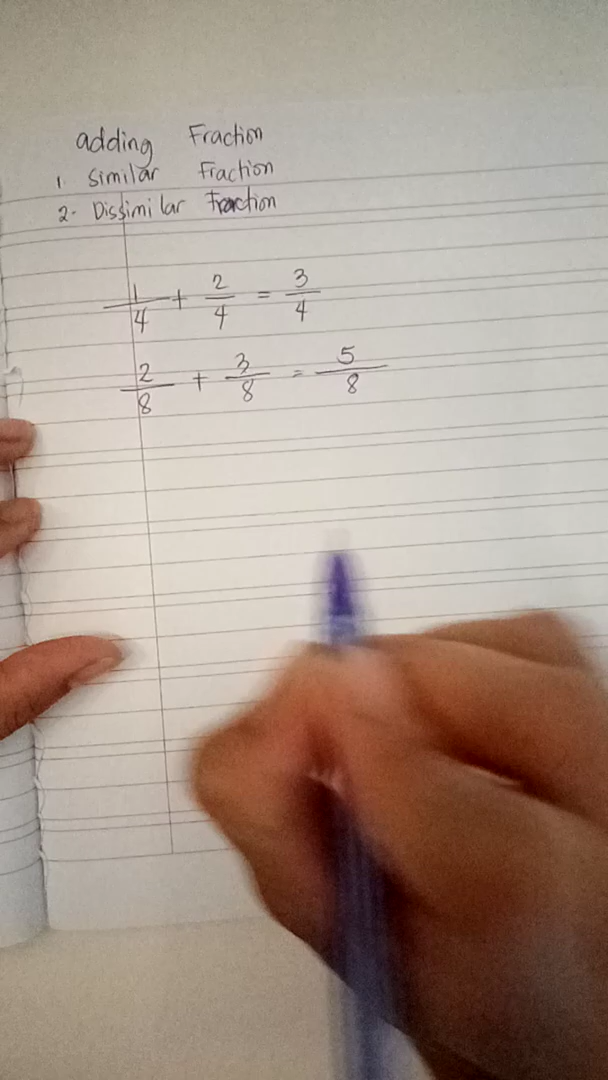 adding Fraction
1. similar Fraction
2- Dissimilar Fraction
1/4 + 2/4 = 3/4
2/8 + 3/8 = 5/8